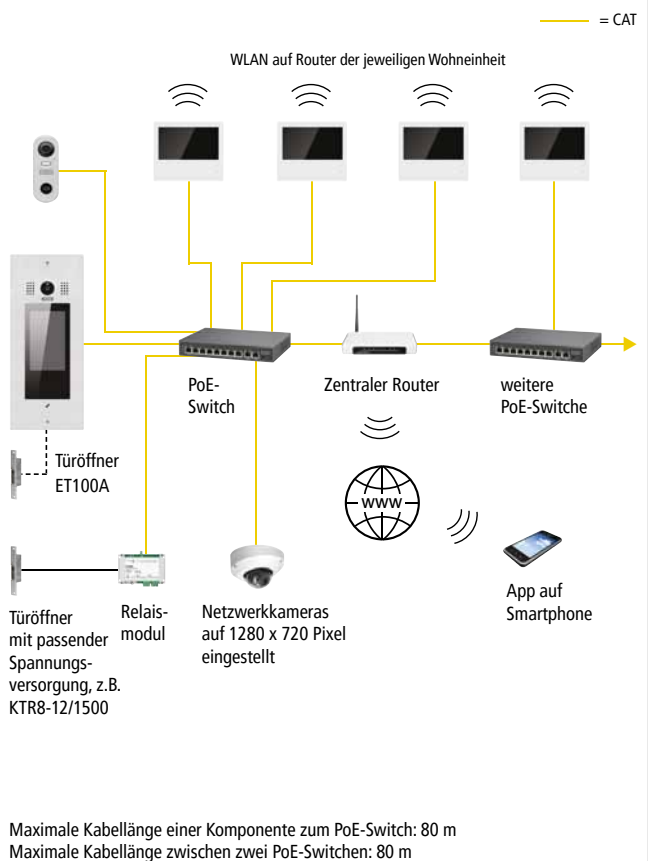 = CAT
WLAN auf Router der jeweiligen Wohneinheit
PoE-
Switch
Zentraler Router
weitere
PoE-Switche
Türöffner
ET100A
www
App auf
Smartphone
Türöffner
mit passender
Spannungs-
versorgung, z.B.
KTR8-12/1500
Relais-
modul
Netzwerkkameras
auf 1280 x 720 Pixel
eingestellt
Maximale Kabellänge einer Komponente zum PoE-Switch: 80 m
Maximale Kabellänge zwischen zwei PoE-Switchen: 80 m